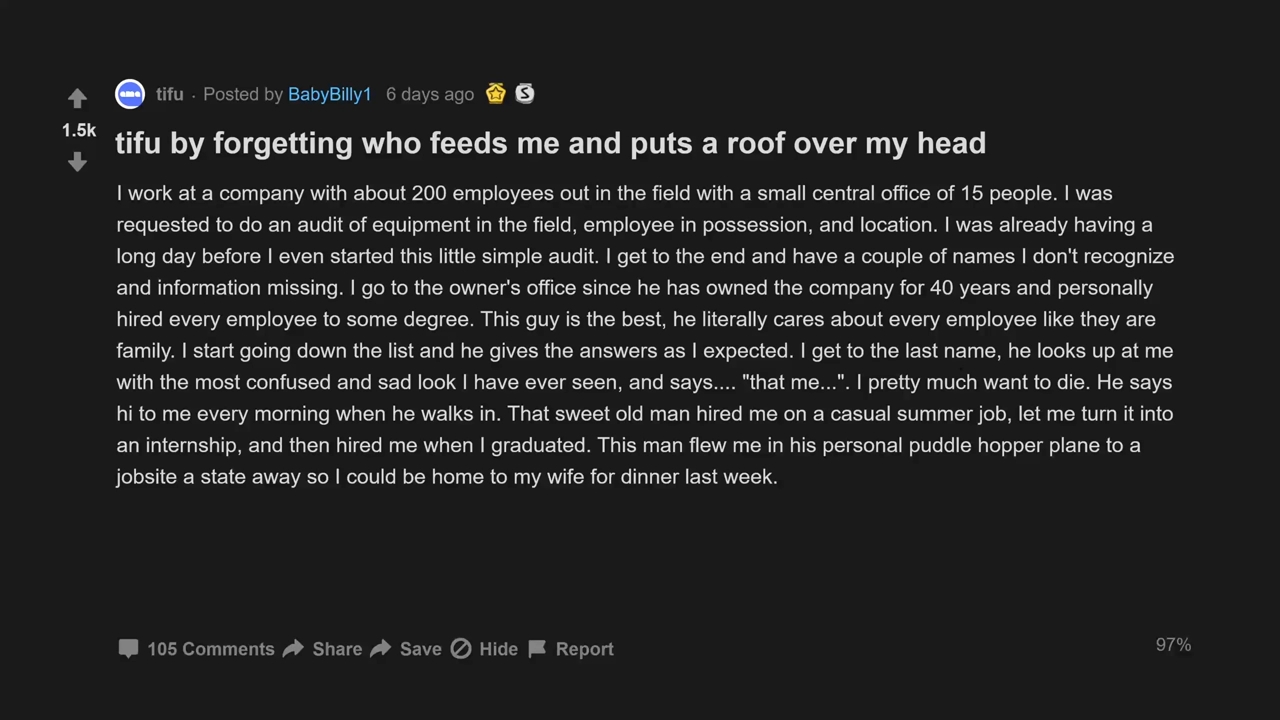 tifu · Posted by BabyBilly1 6 days ago
1.5k
tifu by forgetting who feeds me and puts a roof over my head
I work at a company with about 200 employees out in the field with a small central office of 15 people. I was
requested to do an audit of equipment in the field, employee in possession, and location. I was already having a
long day before I even started this little simple audit. I get to the end and have a couple of names I don't recognize
and information missing. I go to the owner's office since he has owned the company for 40 years and personally
hired every employee to some degree. This guy is the best, he literally cares about every employee like they are
family. I start going down the list and he gives the answers as I expected. I get to the last name, he looks up at me
with the most confused and sad look I have ever seen, and says.... "that me...". I pretty much want to die. He says
hi to me every morning when he walks in. That sweet old man hired me on a casual summer job, let me turn it into
an internship, and then hired me when I graduated. This man flew me in his personal puddle hopper plane to a
jobsite a state away so I could be home to my wife for dinner last week.
105 Comments Share Save Hide Report
97%